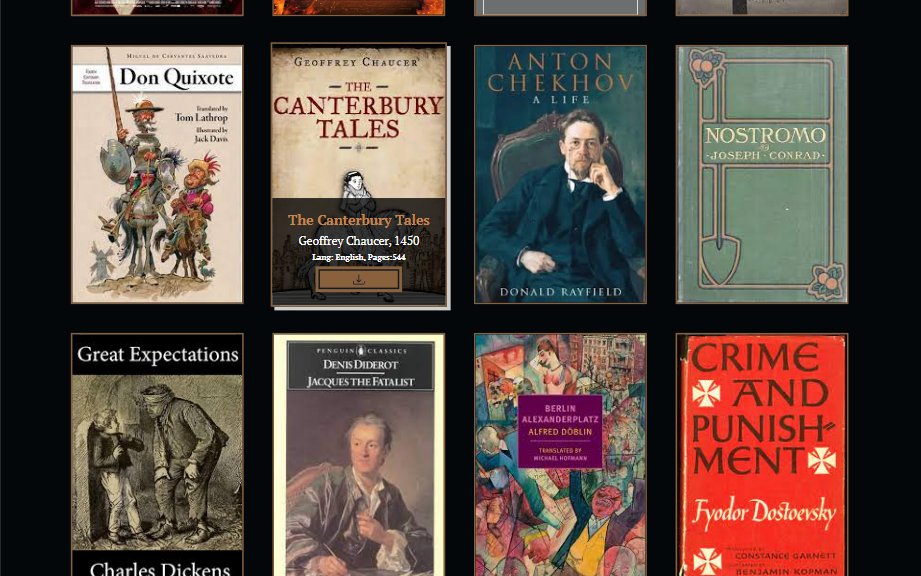 MIGUEL DE CERVANTES SAAVEDRA
Don Quixote
Translated by
Tom Lathrop
Illustrated by
Jack Davis
GEOFFREY CHAUCER
THE
CANTERBURY
TALES
The Canterbury Tales
Geoffrey Chaucer, 1450
Lang: English, Pages:544
ANTON
CHEKHOV
A LIFE
DONALD RAYFIELD
NOSTROMO
BY
JOSEPH·CONRAD·
Great Expectations
Charles Dickens
PENGUIN CLASSICS
DENIS DIDEROT
JACQUES THE FATALIST
BERLIN
ALEXANDERPLATZ
ALFRED DÖBLIN
TRANSLATED BY
MICHAEL HOFMANN
CRIME
AND
PUNISH-
MENT
Fyodor Dostoevsky
CONSTANCE GARNETT
BENJAMIN KOPMAN